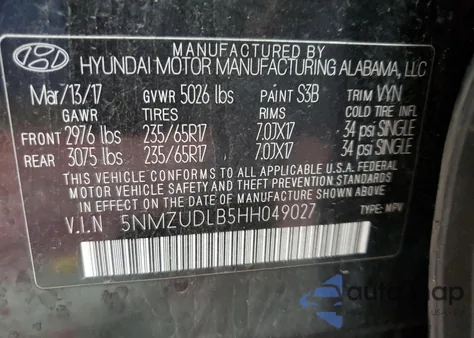 MANUFACTURED BY
HYUNDAI MOTOR MANUFACTURING ALABAMA, LLC
Mar/13/17 GVWR 5026 lbs PAINT S3B TRIM VYN
GAWR TIRES RIMS COLD TIRE INFL
FRONT 2976 lbs 235/65R17 7.0JX17 34 psi SINGLE
REAR 3075 lbs 235/65R17 7.0JX17 34 psi SINGLE
THIS VEHICLE CONFORMS TO ALL APPLICABLE U.S.A. FEDERAL
MOTOR VEHICLE SAFETY AND THEFT PREVENTION STANDARDS IN
EFFECT ON THE DATE OF MANUFACTURE SHOWN ABOVE.
V.I.N 5NMZUDLB5HH049027 TYPE: MPV